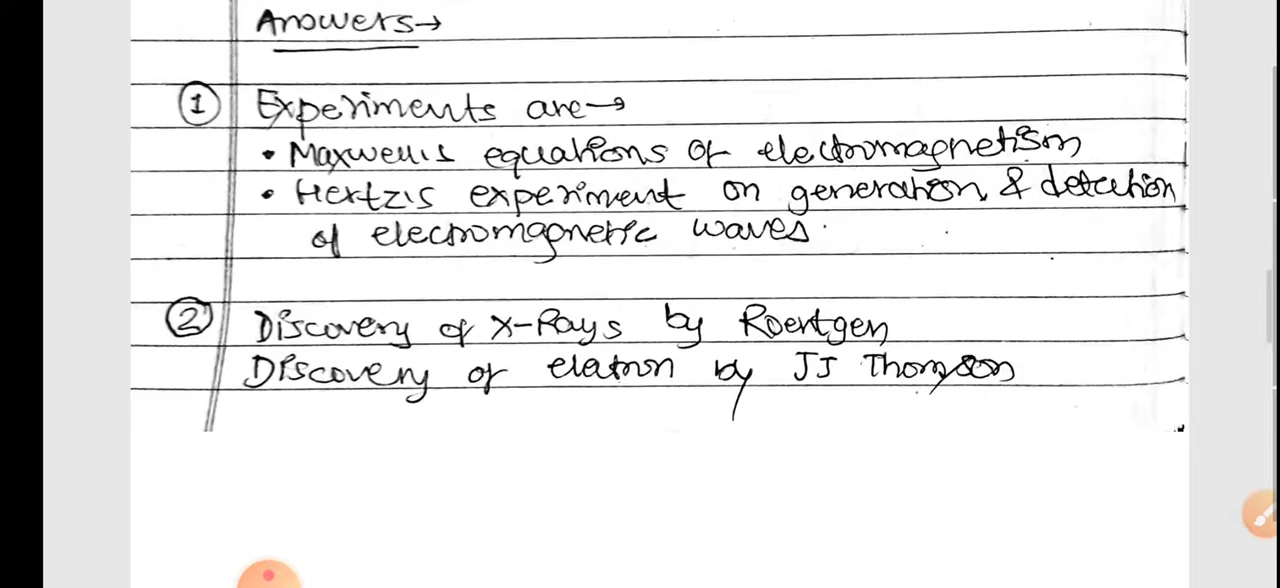 Answers→
① Experiments are→
• Maxwell's equations of electromagnetism
• Hertz's experiment on generation & detection
of electromagnetic waves.
② Discovery of X-Rays by Roentgen
Discovery of elatron by JJ Thomson